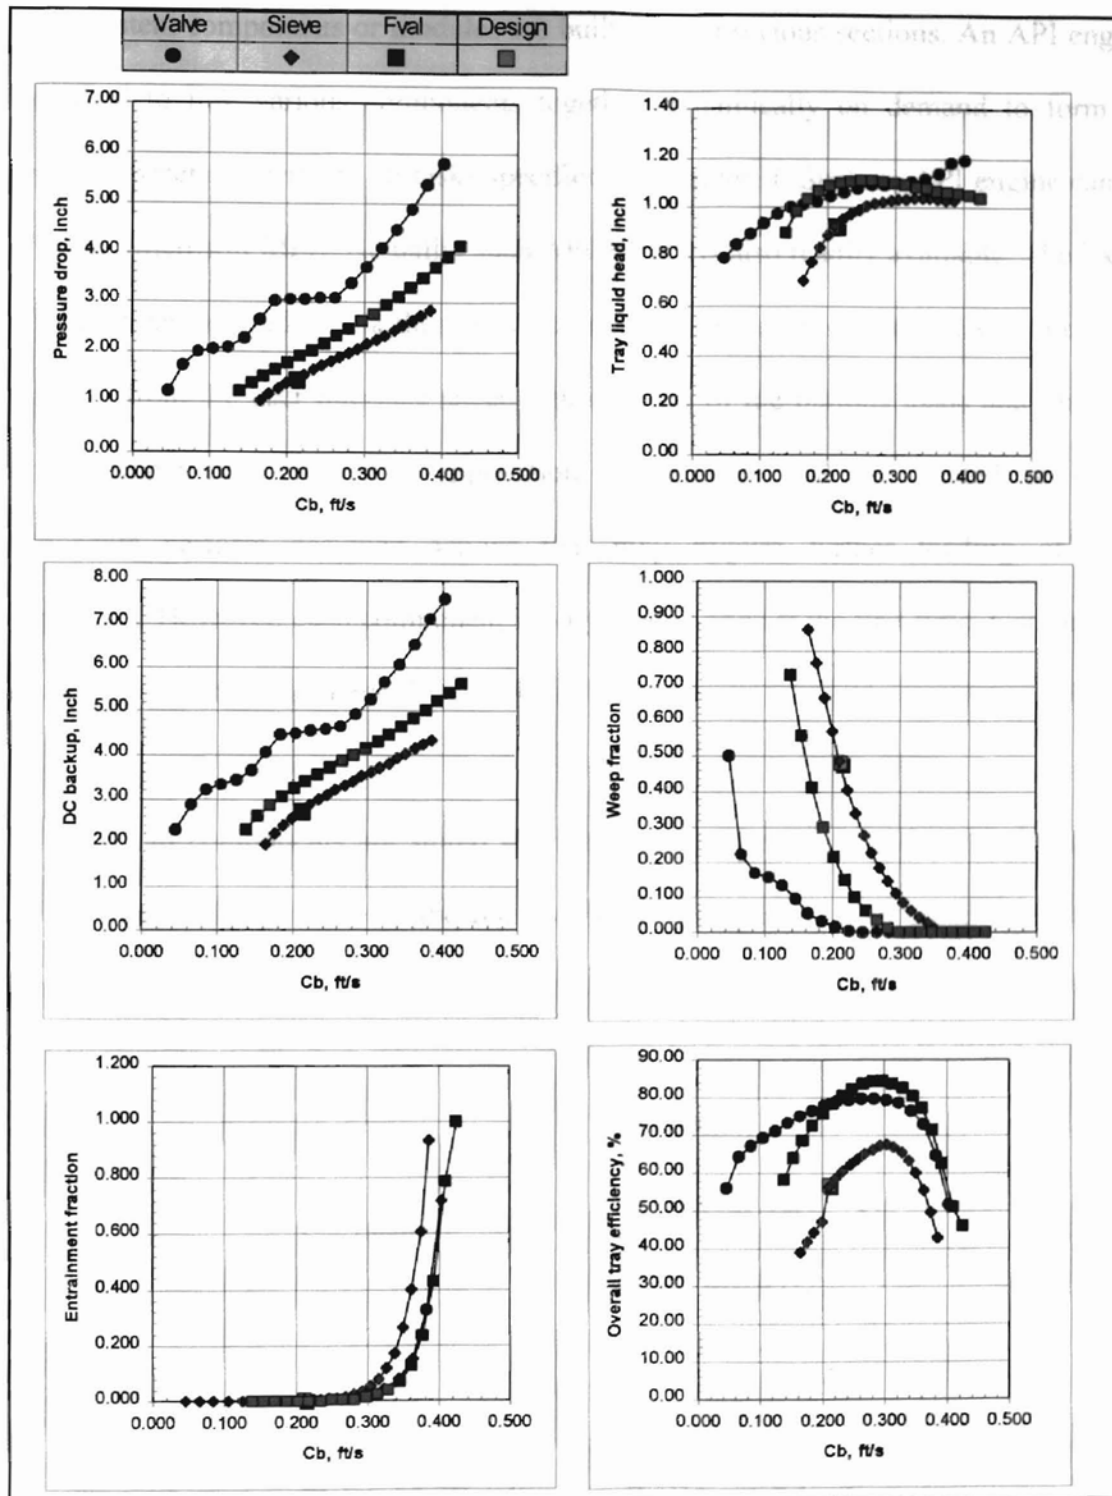 Valve Sieve Fval Design
built
sections. An API eng
various
on demand to form
engine
7.00
6.00
5.00
4.00
3.00
2.00
1.00
0.00
Pressure drop, inch
0.000 0.100 0.200 0.300 0.400 0.500
Cb, ft/s
1.40
1.20
1.00
0.80
0.60
0.40
0.20
0.00
Tray liquid head, inch
0.000 0.100 0.200 0.300 0.400 0.500
Cb, ft/s
8.00
7.00
6.00
5.00
4.00
3.00
2.00
1.00
0.00
DC backup, inch
0.000 0.100 0.200 0.300 0.400 0.500
Cb, ft/s
1.000
0.900
0.800
0.700
0.600
0.500
0.400
0.300
0.200
0.100
0.000
Weep fraction
0.000 0.100 0.200 0.300 0.400 0.500
Cb, ft/s
1.200
1.000
0.800
0.600
0.400
0.200
0.000
Entrainment fraction
0.000 0.100 0.200 0.300 0.400 0.500
Cb, ft/s
90.00
80.00
70.00
60.00
50.00
40.00
30.00
20.00
10.00
0.00
Overall tray efficiency, %
0.000 0.100 0.200 0.300 0.400 0.500
Cb, ft/s